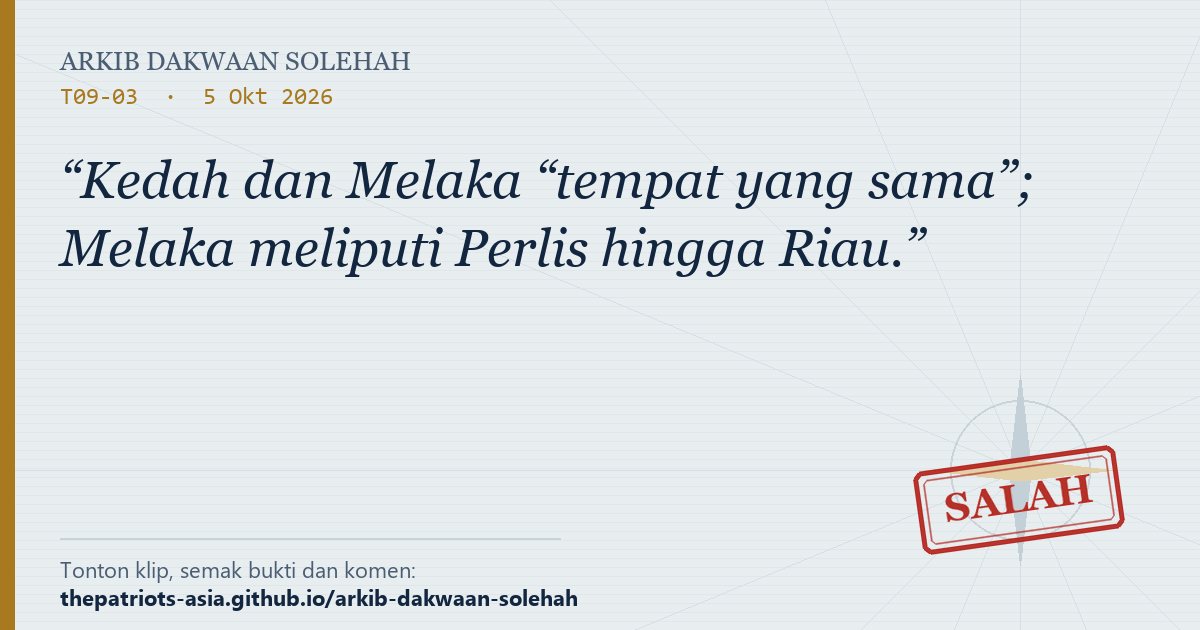 ARKIB DAKWAAN SOLEHAH
T09-03 · 5 Okt 2026
“Kedah dan Melaka “tempat yang sama”;
Melaka meliputi Perlis hingga Riau.”
SALAH
Tonton klip, semak bukti dan komen:
thepatriots-asia.github.io/arkib-dakwaan-solehah